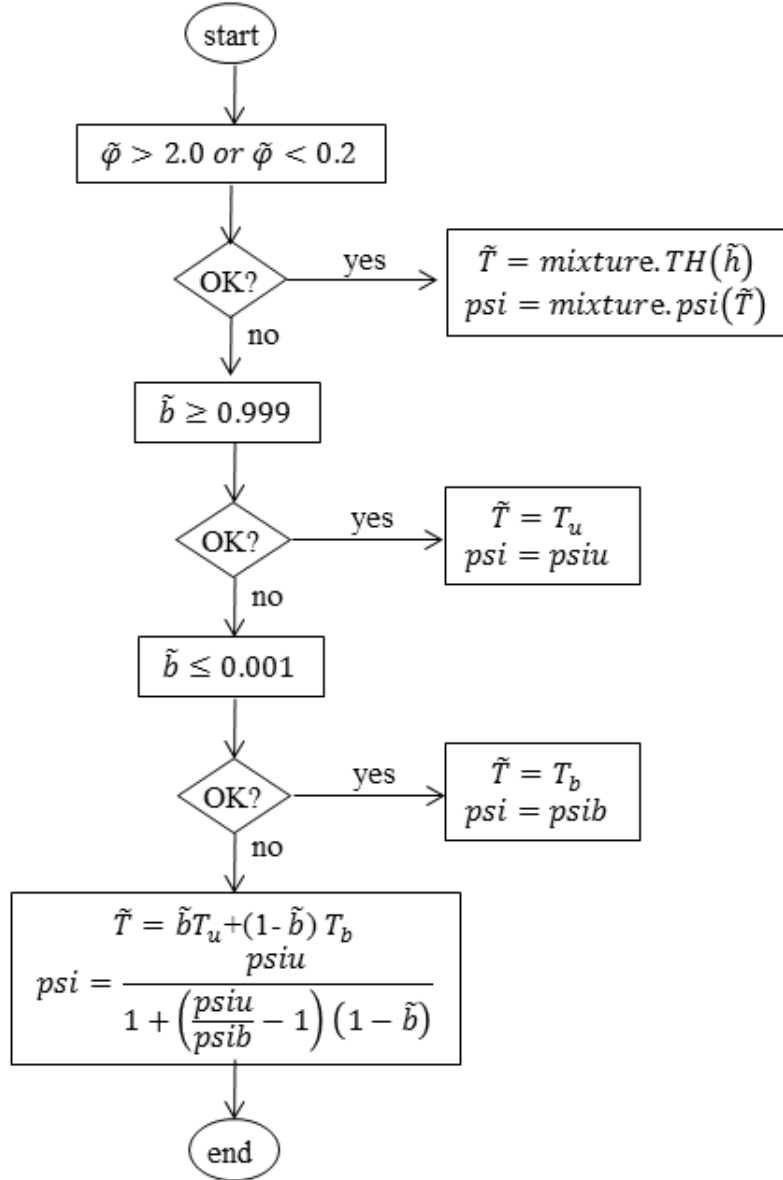 start
φ̃ > 2.0 or φ̃ < 0.2
OK?
yes
T̃ = mixture.TH(h̃)
psi = mixture.psi(T̃)
no
b̃ ≥ 0.999
OK?
yes
T̃ = T_u
psi = psiu
no
b̃ ≤ 0.001
OK?
yes
T̃ = T_b
psi = psib
no
T̃ = b̃T_u+(1- b̃) T_b
psi = psiu / (1 + (psiu/psib − 1) (1 − b̃))
end